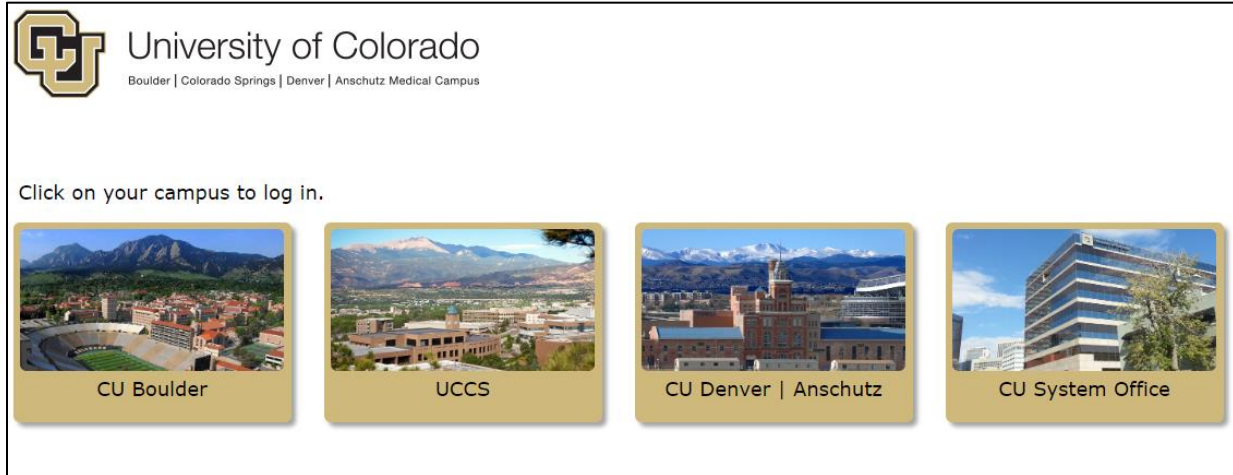 CU
University of Colorado
Boulder | Colorado Springs | Denver | Anschutz Medical Campus
Click on your campus to log in.
CU Boulder
UCCS
CU Denver | Anschutz
CU System Office